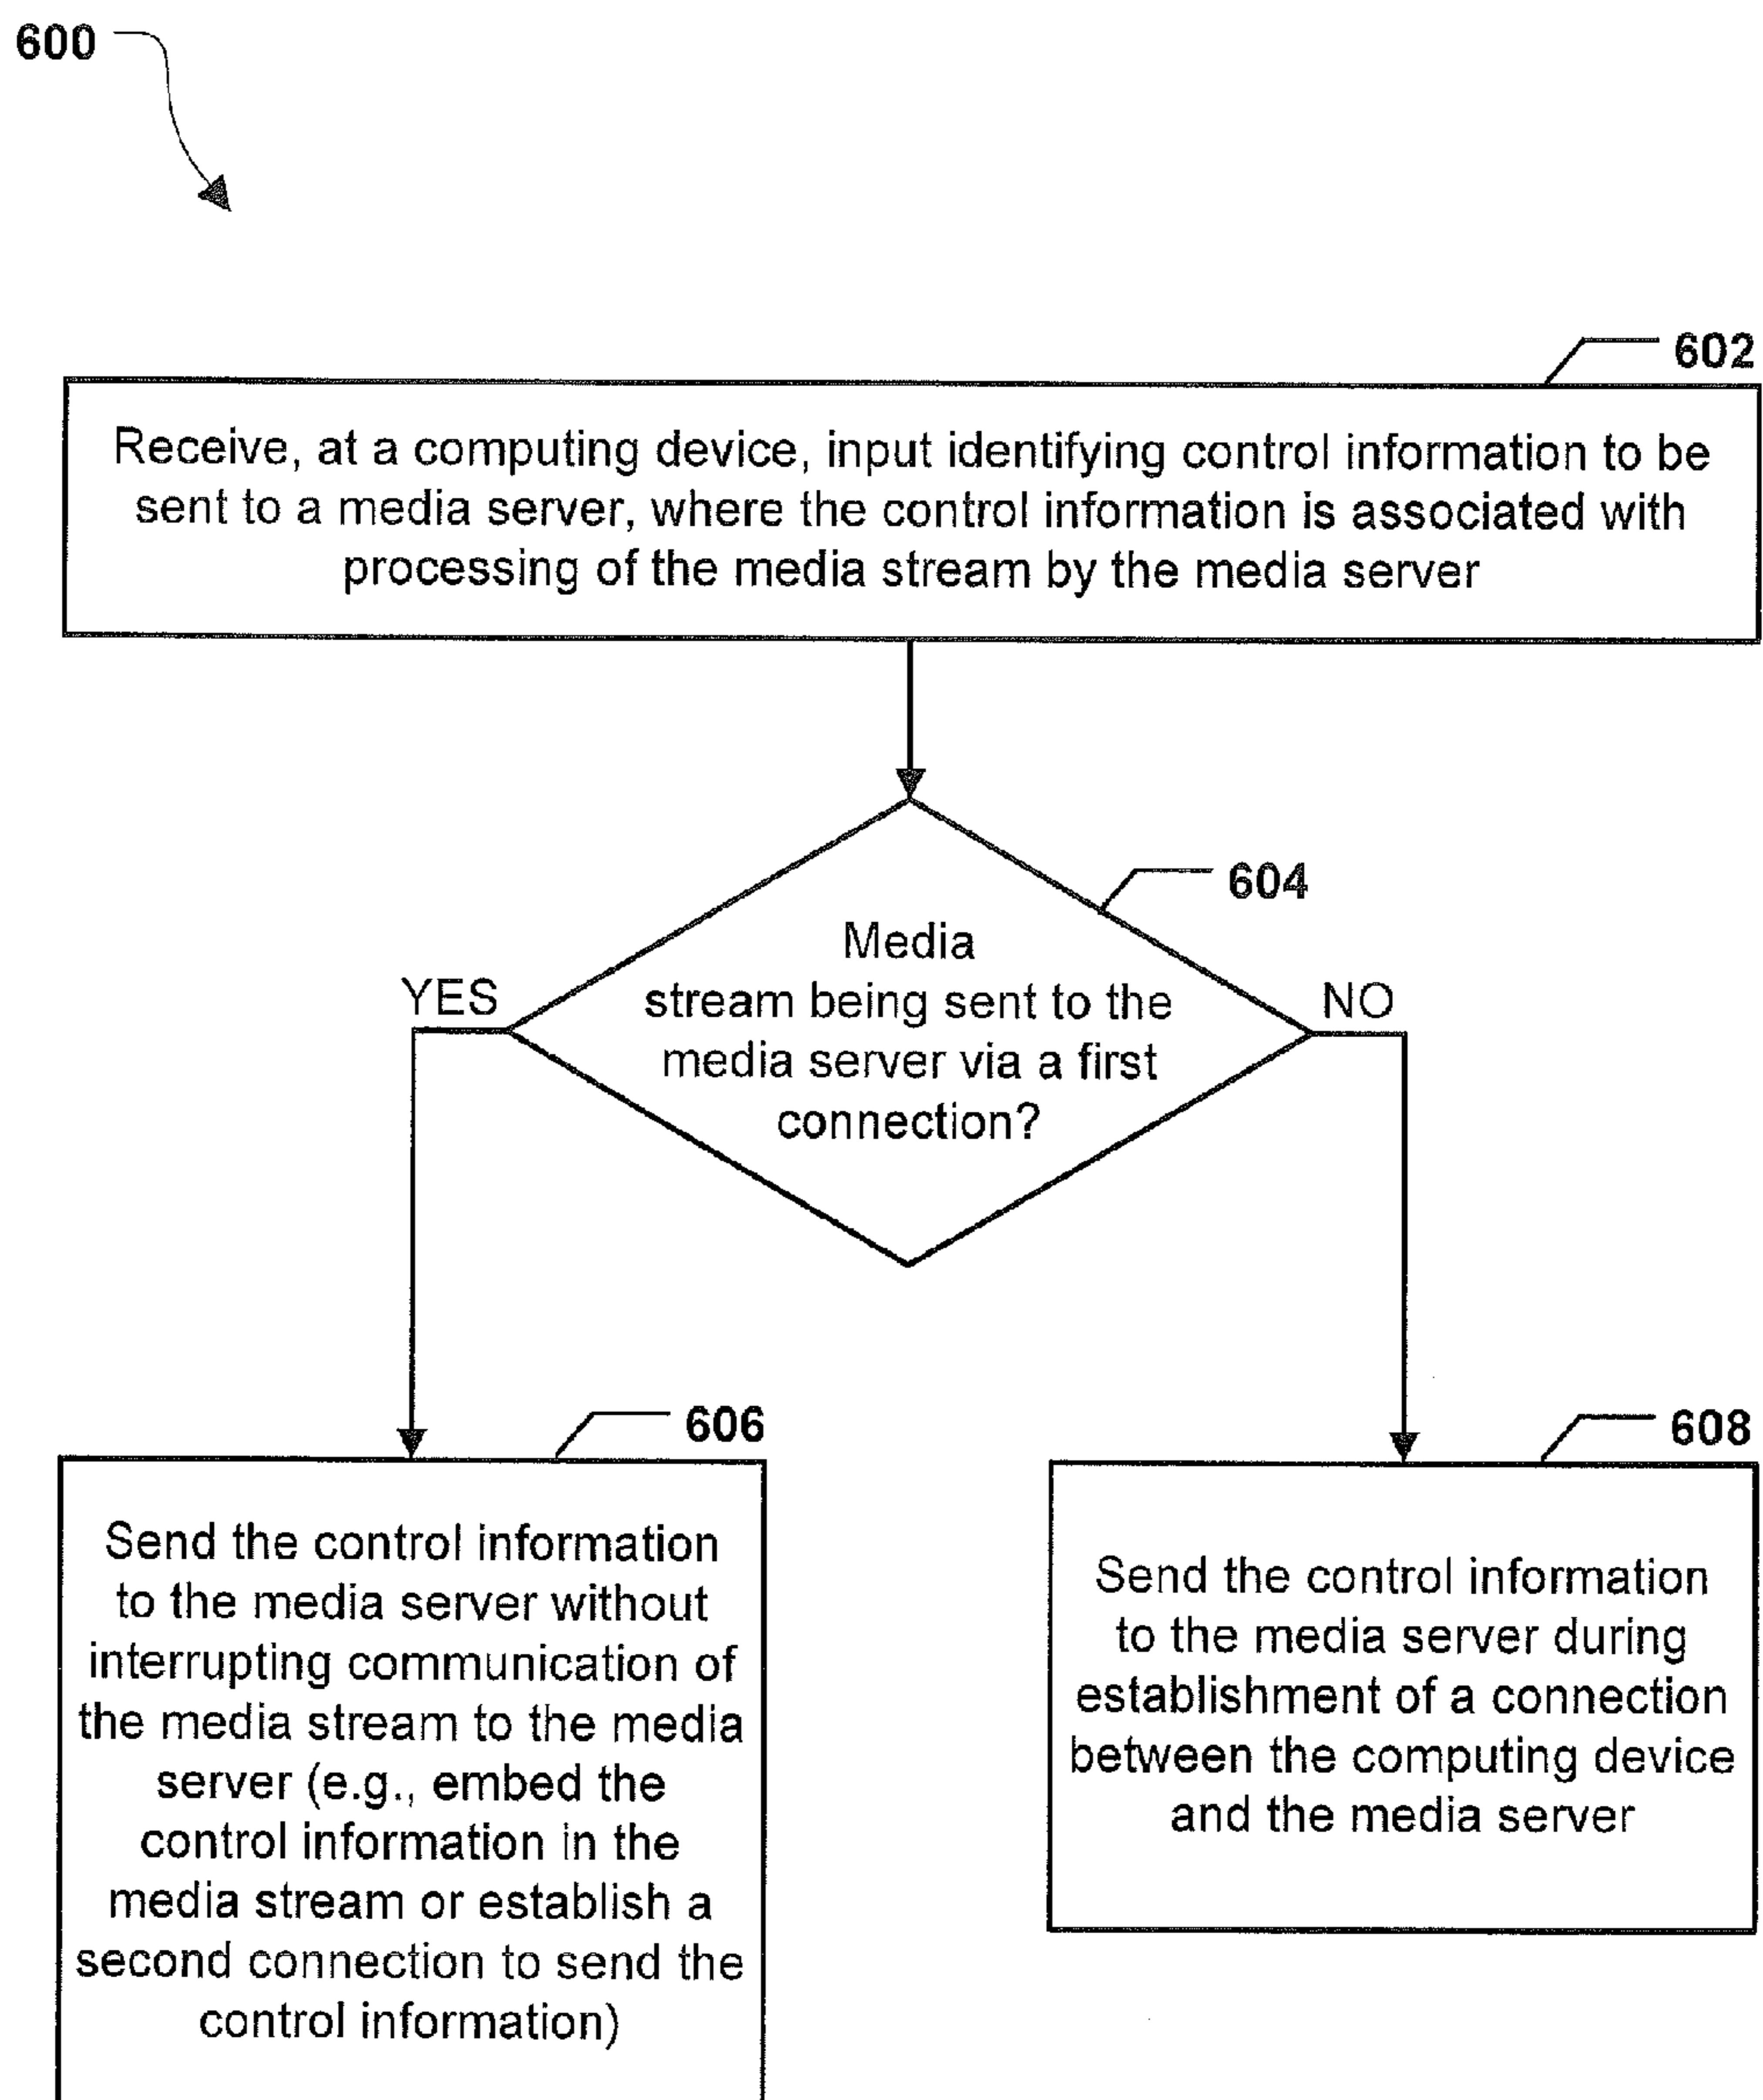 600
602
Receive, at a computing device, input identifying control information to be
sent to a media server, where the control information is associated with
processing of the media stream by the media server
604
Media
stream being sent to the
media server via a first
connection?
YES
NO
606
Send the control information
to the media server without
interrupting communication of
the media stream to the media
server (e.g., embed the
control information in the
media stream or establish a
second connection to send the
control information)
608
Send the control information
to the media server during
establishment of a connection
between the computing device
and the media server